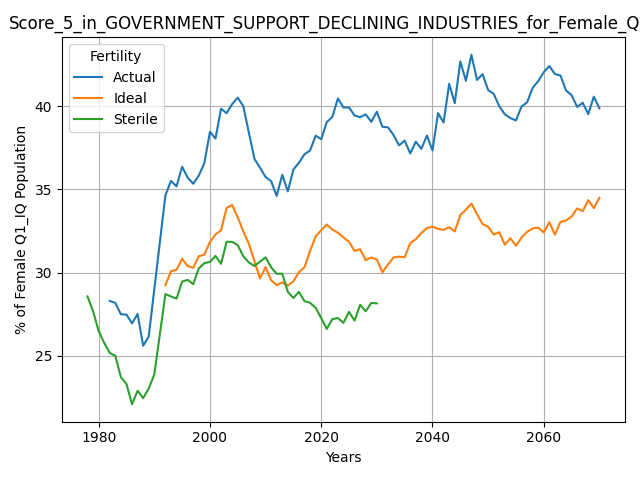 Score_5_in_GOVERNMENT_SUPPORT_DECLINING_INDUSTRIES_for_Female_Q
Fertility
Actual
Ideal
Sterile
% of Female Q1_IQ Population
40
35
30
25
1980
2000
2020
2040
2060
Years